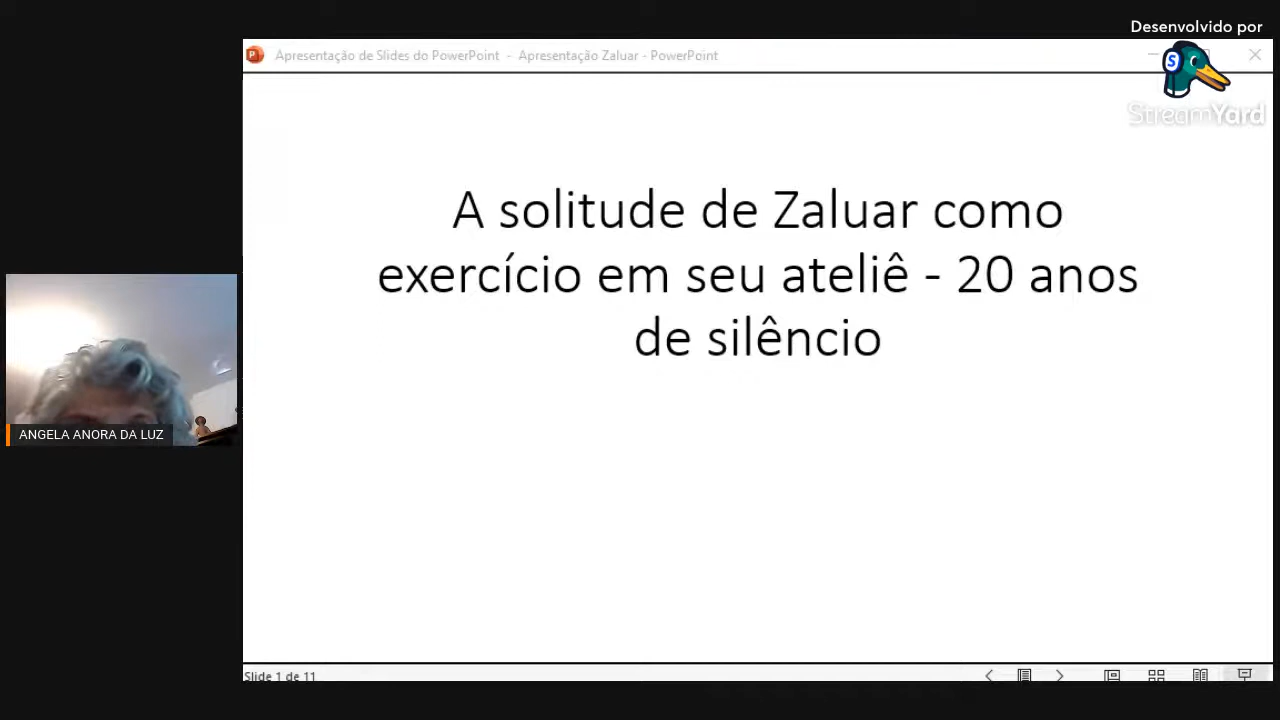 Desenvolvido por
Apresentação de Slides do PowerPoint - Apresentação Zaluar - PowerPoint
StreamYard
A solitude de Zaluar como
exercício em seu ateliê - 20 anos
de silêncio
ANGELA ANORA DA LUZ
Slide 1 de 11